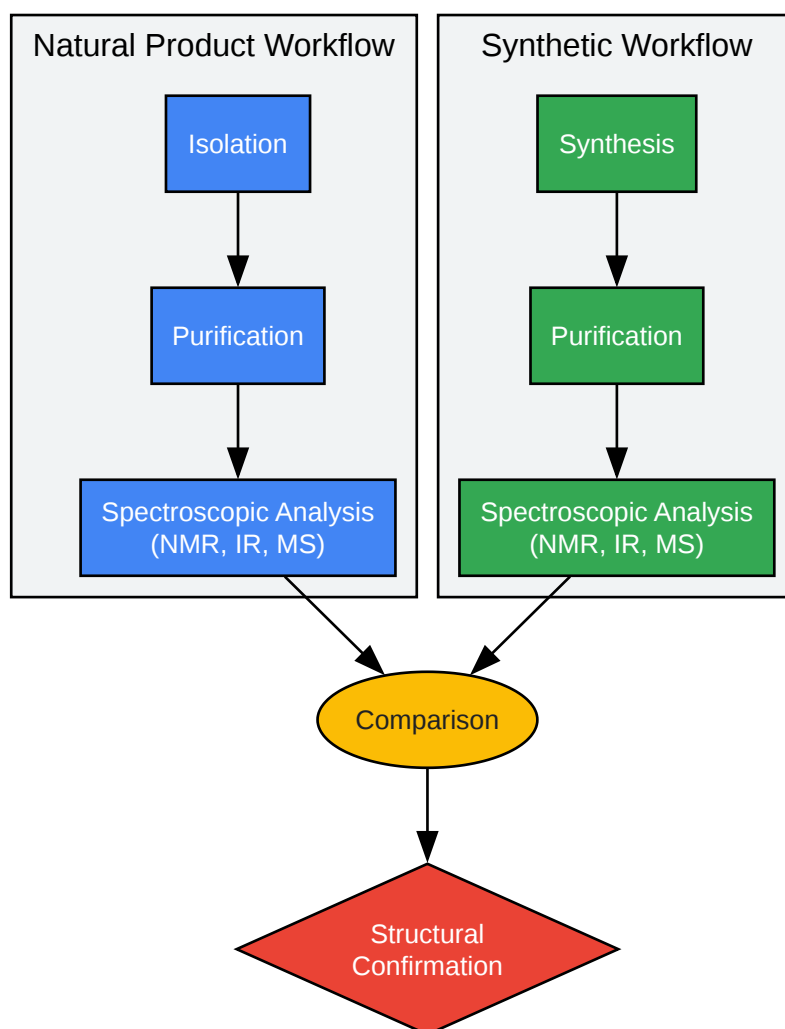 Natural Product Workflow
Isolation
Purification
Spectroscopic Analysis
(NMR, IR, MS)
Synthetic Workflow
Synthesis
Purification
Spectroscopic Analysis
(NMR, IR, MS)
Comparison
Structural
Confirmation